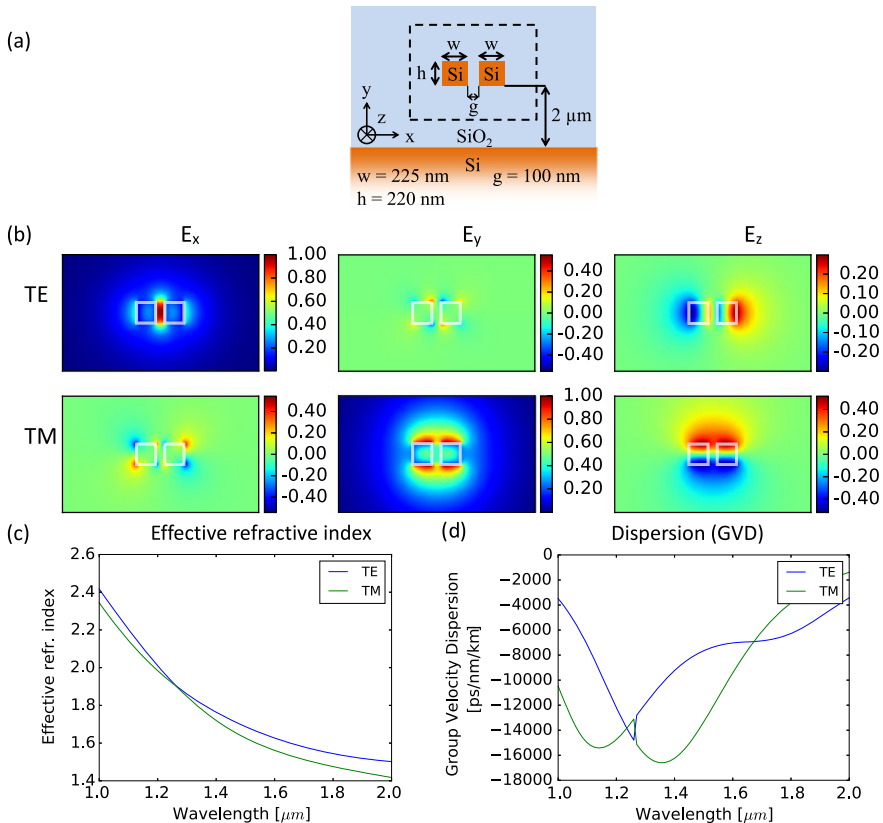 (a)
w w
h Si Si
g
y
z
x
SiO2
2 µm
Si
w = 225 nm g = 100 nm
h = 220 nm
(b)
Ex Ey Ez
TE
1.00
0.80
0.60
0.40
0.20
0.40
0.20
0.00
-0.20
-0.40
0.20
0.10
0.00
-0.10
-0.20
TM
0.40
0.20
0.00
-0.20
-0.40
1.00
0.80
0.60
0.40
0.20
0.40
0.20
0.00
-0.20
-0.40
(c) Effective refractive index
2.6
2.4
2.2
2.0
1.8
1.6
1.4
1.0 1.2 1.4 1.6 1.8 2.0
Effective refr. index
Wavelength [μm]
TE
TM
(d) Dispersion (GVD)
0
−2000
−4000
−6000
−8000
−10000
−12000
−14000
−16000
−18000
1.0 1.2 1.4 1.6 1.8 2.0
Group Velocity Dispersion
[ps/nm/km]
Wavelength [μm]
TE
TM